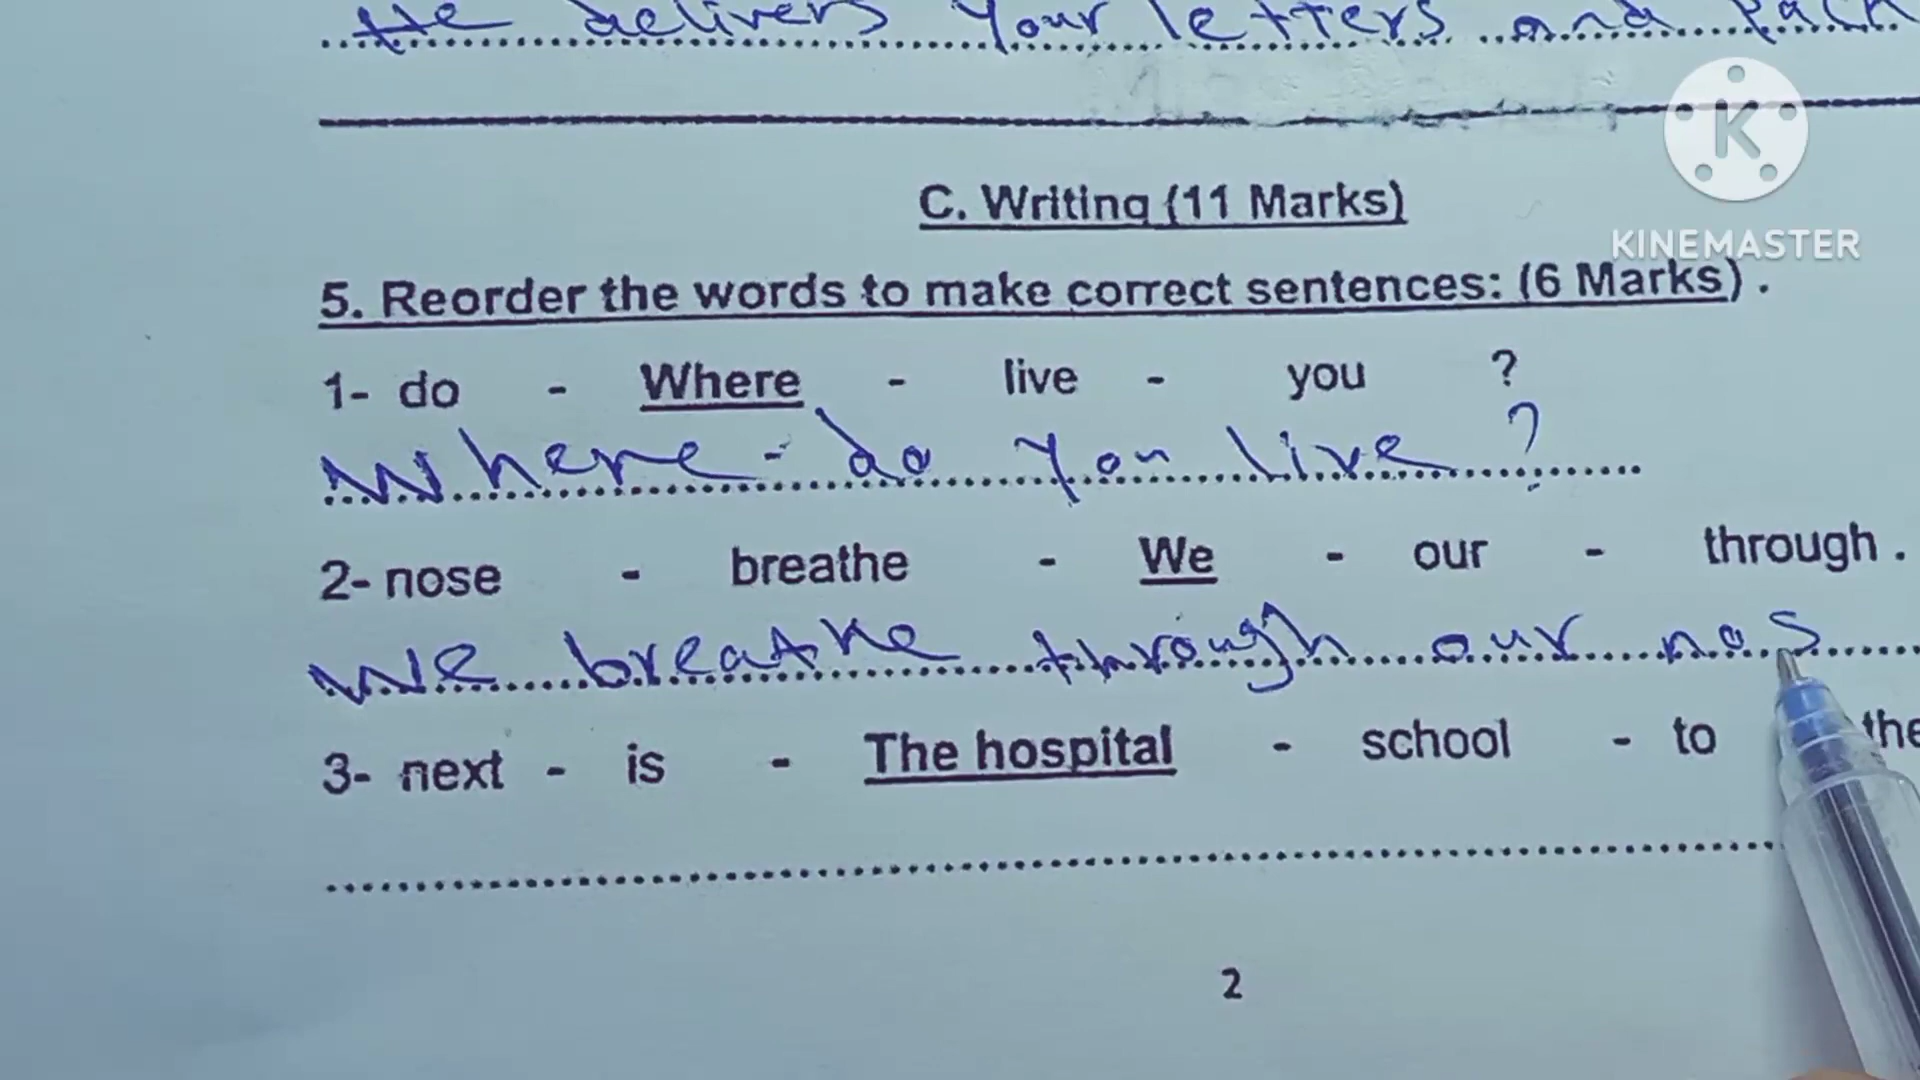 He delivers your letters and
K
KINEMASTER
C. Writing (11 Marks)
5. Reorder the words to make correct sentences: (6 Marks) .
1- do - Where - live - you ?
Where - do you live ?
2- nose - breathe - We - our - through .
We breathe through our nos
3- next - is - The hospital - school - to the
2